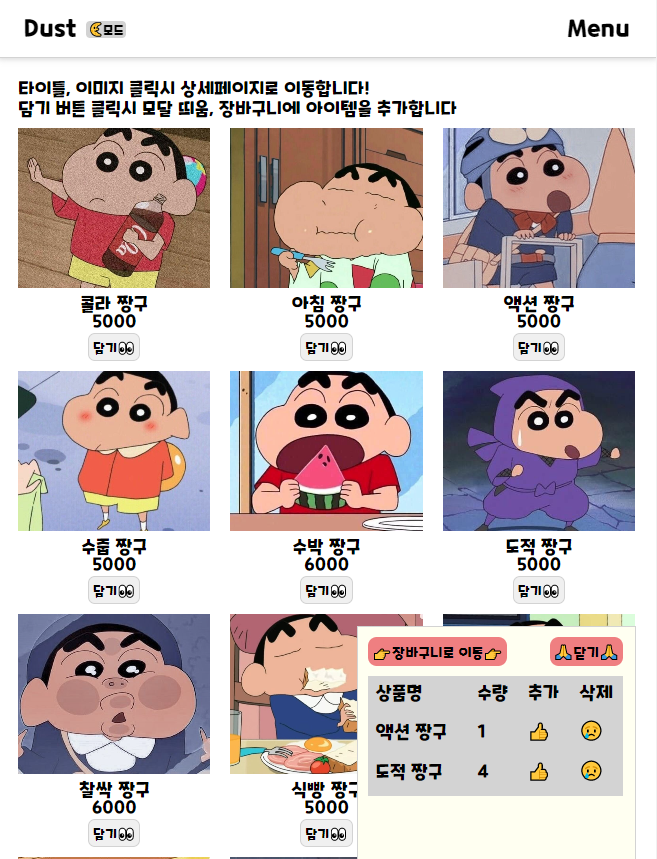 Dust 🌜모드 Menu
타이틀, 이미지 클릭시 상세페이지로 이동합니다!
담기 버튼 클릭시 모달 띄움, 장바구니에 아이템을 추가합니다
콜라 짱구 아침 짱구 액션 짱구
5000 5000 5000
담기👀 담기👀 담기👀
수줍 짱구 수박 짱구 도적 짱구
5000 6000 5000
담기👀 담기👀 담기👀
👉장바구니로 이동👉 🙏닫기🙏
상품명 수량 추가 삭제
액션 짱구 1 👍 😥
도적 짱구 4 👍 😥
찰싹 짱구 식빵 짱구
6000 5000
담기👀 담기👀